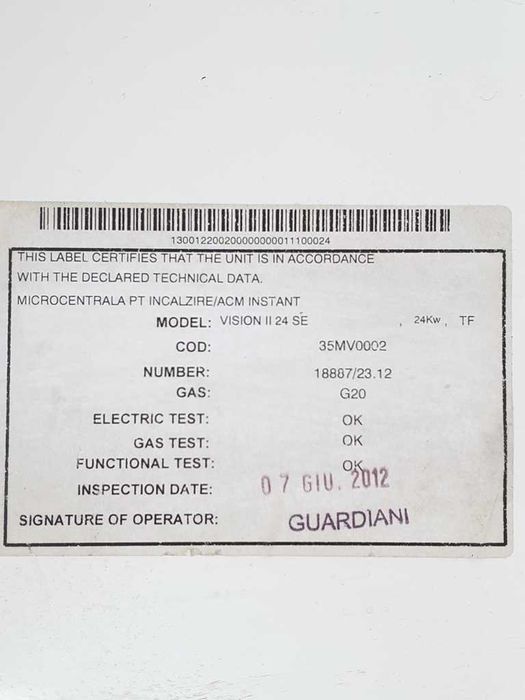 13001220020000000011100024
THIS LABEL CERTIFIES THAT THE UNIT IS IN ACCORDANCE
WITH THE DECLARED TECHNICAL DATA.
MICROCENTRALA PT INCALZIRE/ACM INSTANT
MODEL: VISION II 24 SE , 24Kw , TF
COD: 35MV0002
NUMBER: 18887/23.12
GAS: G20
ELECTRIC TEST: OK
GAS TEST: OK
FUNCTIONAL TEST: OK
INSPECTION DATE: 07 GIU. 2012
SIGNATURE OF OPERATOR: GUARDIANI